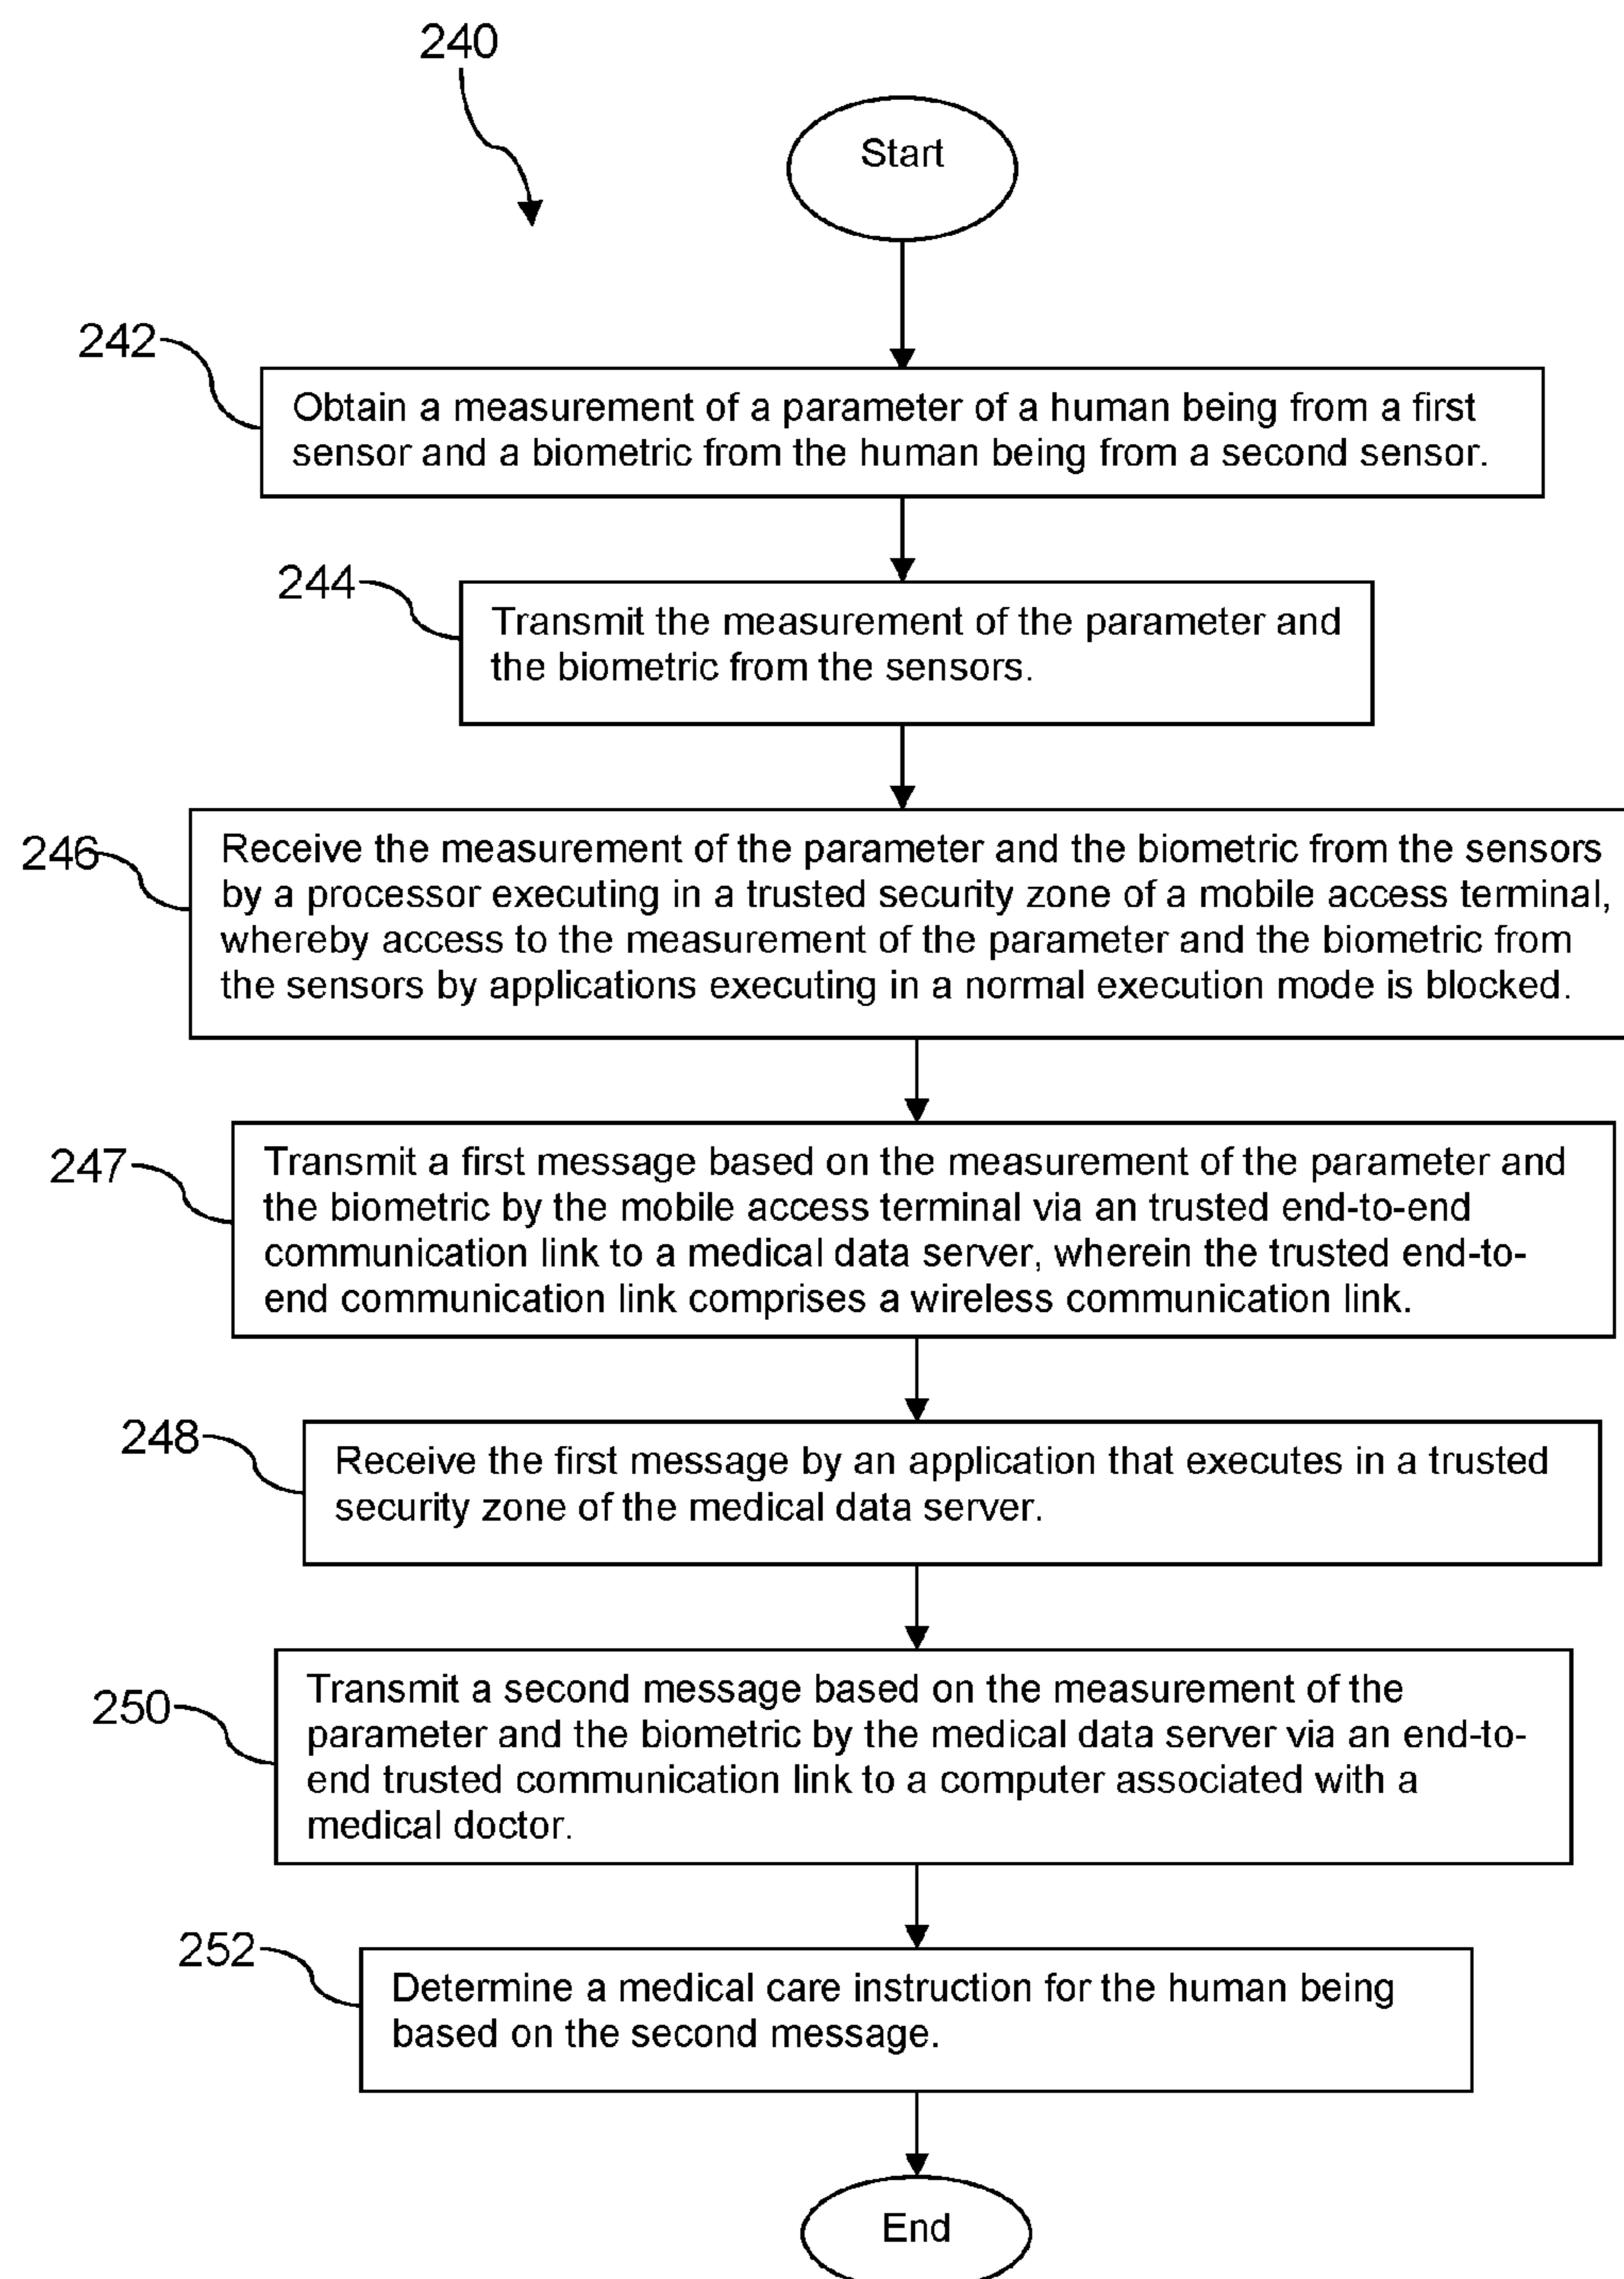 240
Start
242
Obtain a measurement of a parameter of a human being from a first
sensor and a biometric from the human being from a second sensor.
244
Transmit the measurement of the parameter and
the biometric from the sensors.
246
Receive the measurement of the parameter and the biometric from the sensors
by a processor executing in a trusted security zone of a mobile access terminal,
whereby access to the measurement of the parameter and the biometric from
the sensors by applications executing in a normal execution mode is blocked.
247
Transmit a first message based on the measurement of the parameter and
the biometric by the mobile access terminal via an trusted end-to-end
communication link to a medical data server, wherein the trusted end-to-
end communication link comprises a wireless communication link.
248
Receive the first message by an application that executes in a trusted
security zone of the medical data server.
250
Transmit a second message based on the measurement of the
parameter and the biometric by the medical data server via an end-to-
end trusted communication link to a computer associated with a
medical doctor.
252
Determine a medical care instruction for the human being
based on the second message.
End